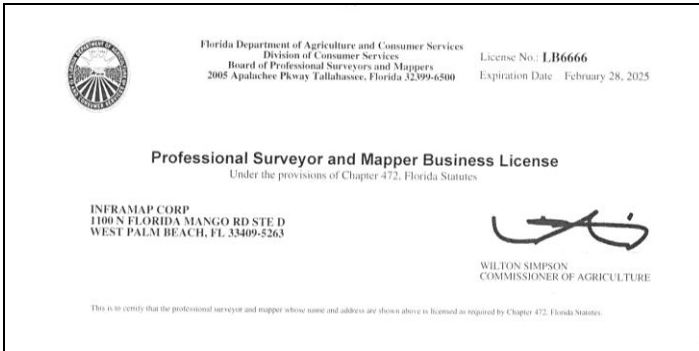 Florida Department of Agriculture and Consumer Services
Division of Consumer Services
Board of Professional Surveyors and Mappers
2005 Apalachee Pkway Tallahassee, Florida 32399-6500
License No.: LB6666
Expiration Date February 28, 2025
Professional Surveyor and Mapper Business License
Under the provisions of Chapter 472, Florida Statutes
INFRAMAP CORP
1100 N FLORIDA MANGO RD STE D
WEST PALM BEACH, FL 33409-5263
WILTON SIMPSON
COMMISSIONER OF AGRICULTURE
This is to certify that the professional surveyor and mapper whose name and address are shown above is licensed as required by Chapter 472, Florida Statutes.